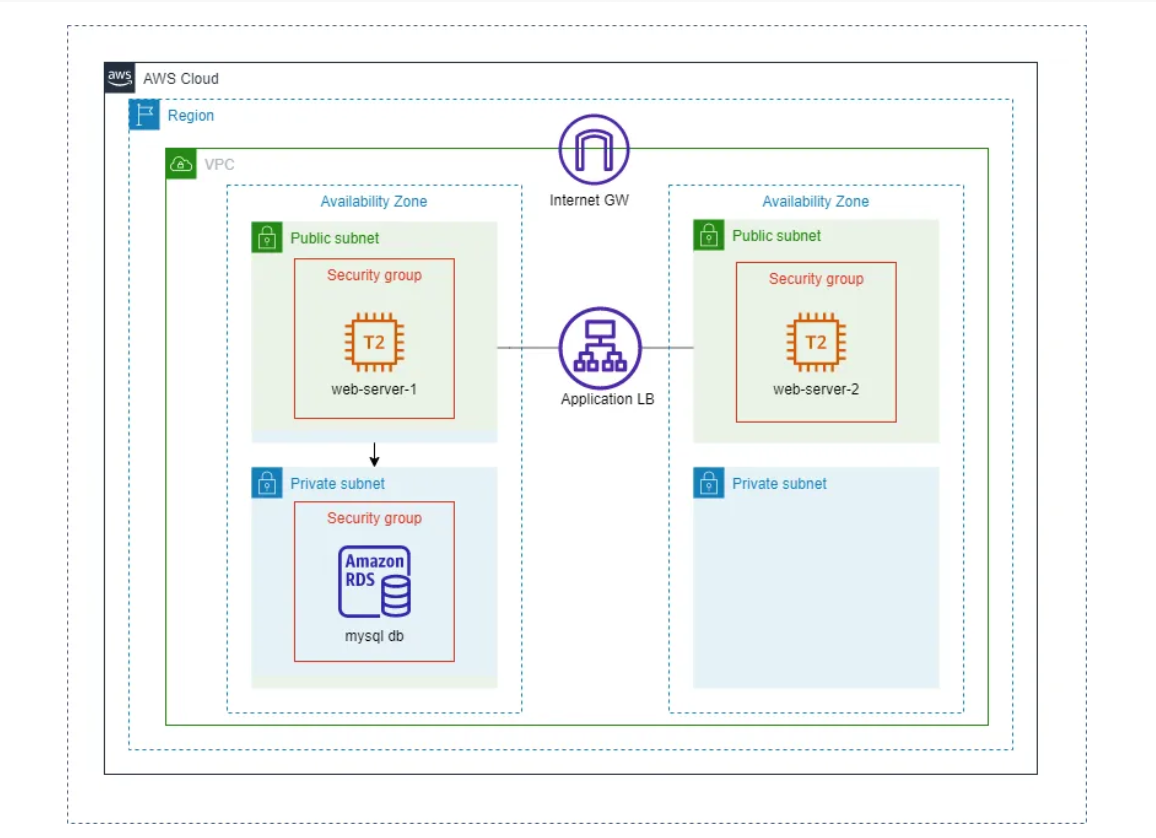 aws
AWS Cloud
Region
VPC
Internet GW
Availability Zone
Public subnet
Security group
T2
web-server-1
Private subnet
Security group
Amazon
RDS
mysql db
Application LB
Availability Zone
Public subnet
Security group
T2
web-server-2
Private subnet